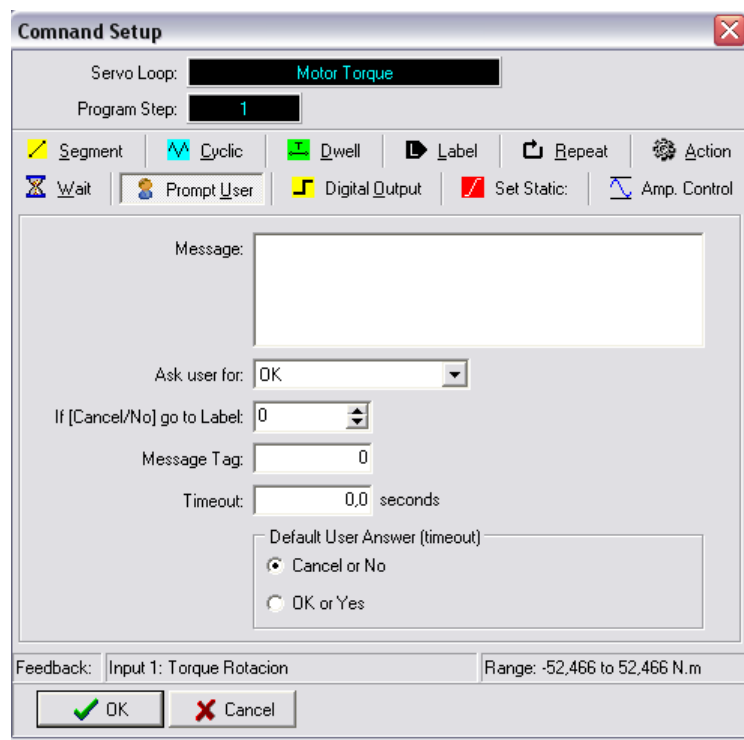 Comnand Setup
Servo Loop: Motor Torque
Program Step: 1
Segment Cyclic Dwell Label Repeat Action
Wait Prompt User Digital Output Set Static: Amp. Control
Message:
Ask user for: OK
If [Cancel/No] go to Label: 0
Message Tag: 0
Timeout: 0,0 seconds
Default User Answer (timeout)
Cancel or No
OK or Yes
Feedback: Input 1: Torque Rotacion Range: -52,466 to 52,466 N.m
OK Cancel